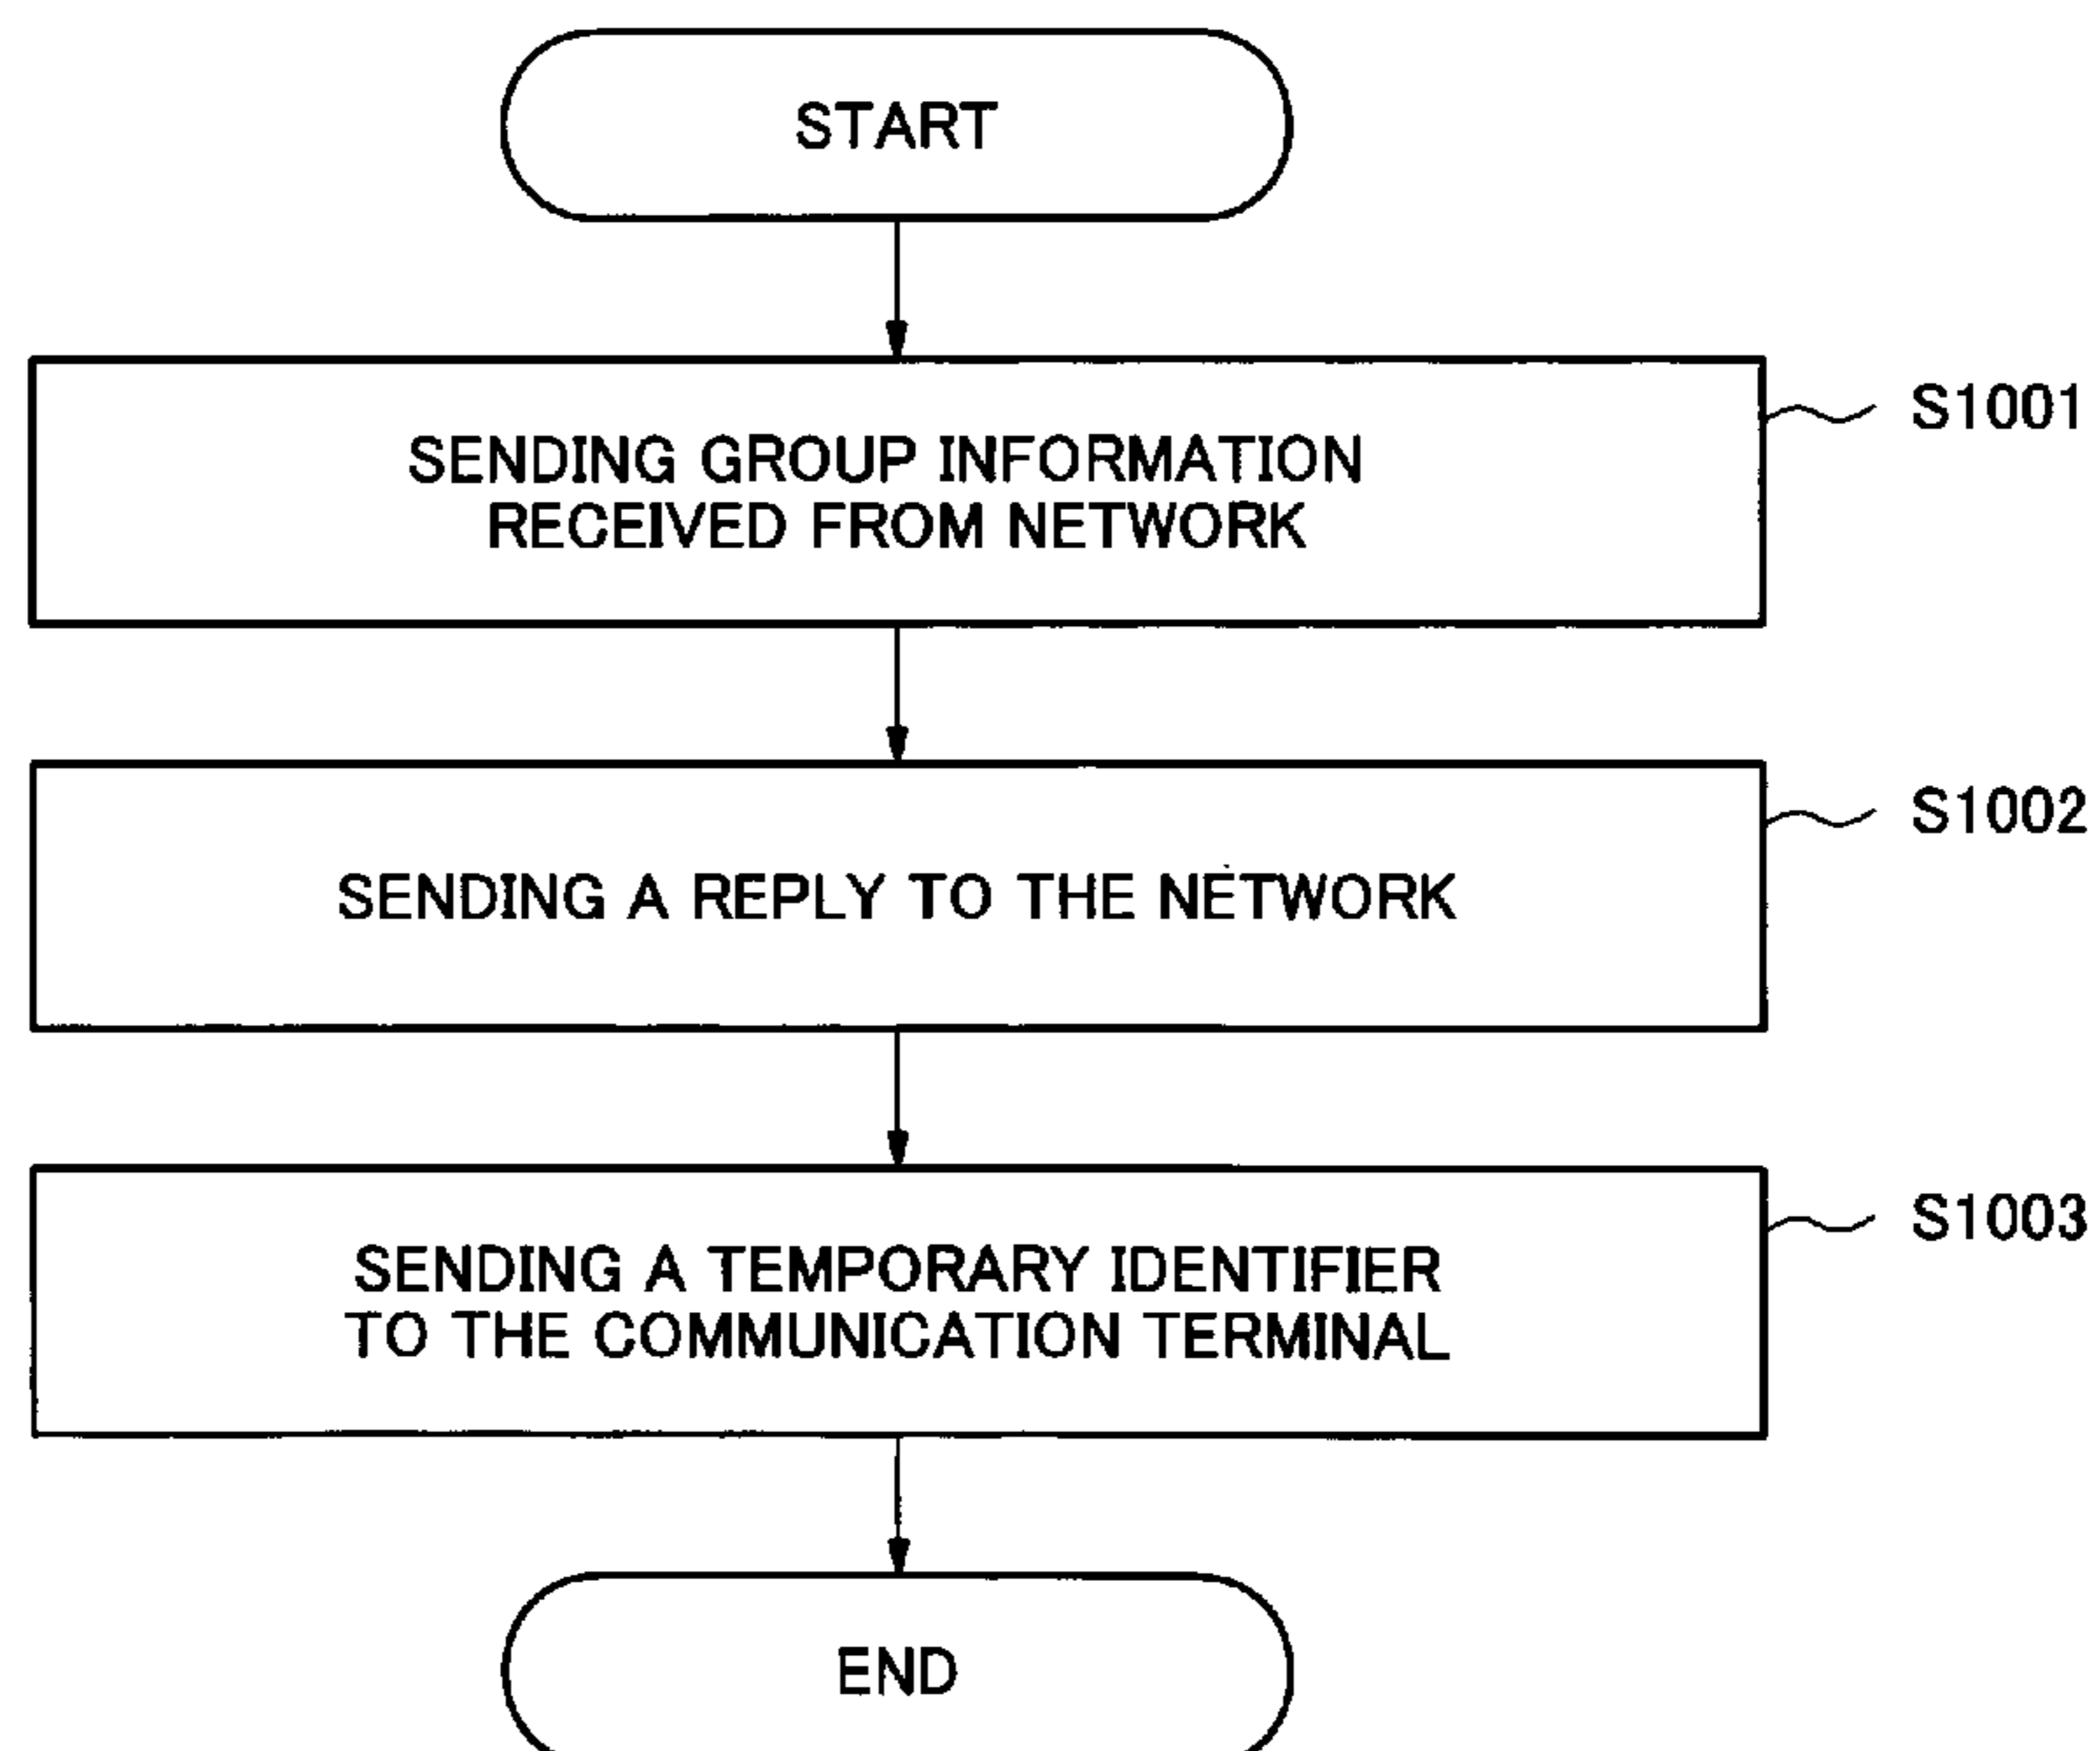 START
S1001
SENDING GROUP INFORMATION
RECEIVED FROM NETWORK
S1002
SENDING A REPLY TO THE NETWORK
S1003
SENDING A TEMPORARY IDENTIFIER
TO THE COMMUNICATION TERMINAL
END